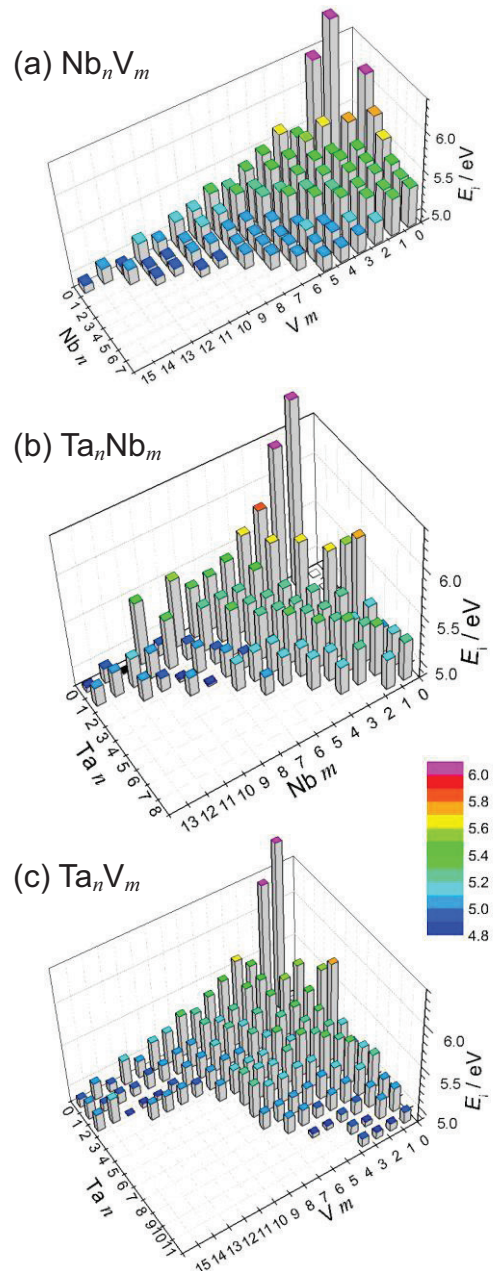 (a) NbnVm
6.0
5.5
5.0
Ei / eV
0 1 2 3 4 5 6 7
Nb n
15 14 13 12 11 10 9 8 7 6 5 4 3 2 1 0
V m
(b) TanNbm
6.0
5.5
5.0
Ei / eV
0 1 2 3 4 5 6 7 8
Ta n
13 12 11 10 9 8 7 6 5 4 3 2 1 0
Nb m
6.0
5.8
5.6
5.4
5.2
5.0
4.8
(c) TanVm
6.0
5.5
5.0
Ei / eV
0 1 2 3 4 5 6 7 8 9 10 11
Ta n
15 14 13 12 11 10 9 8 7 6 5 4 3 2 1 0
V m